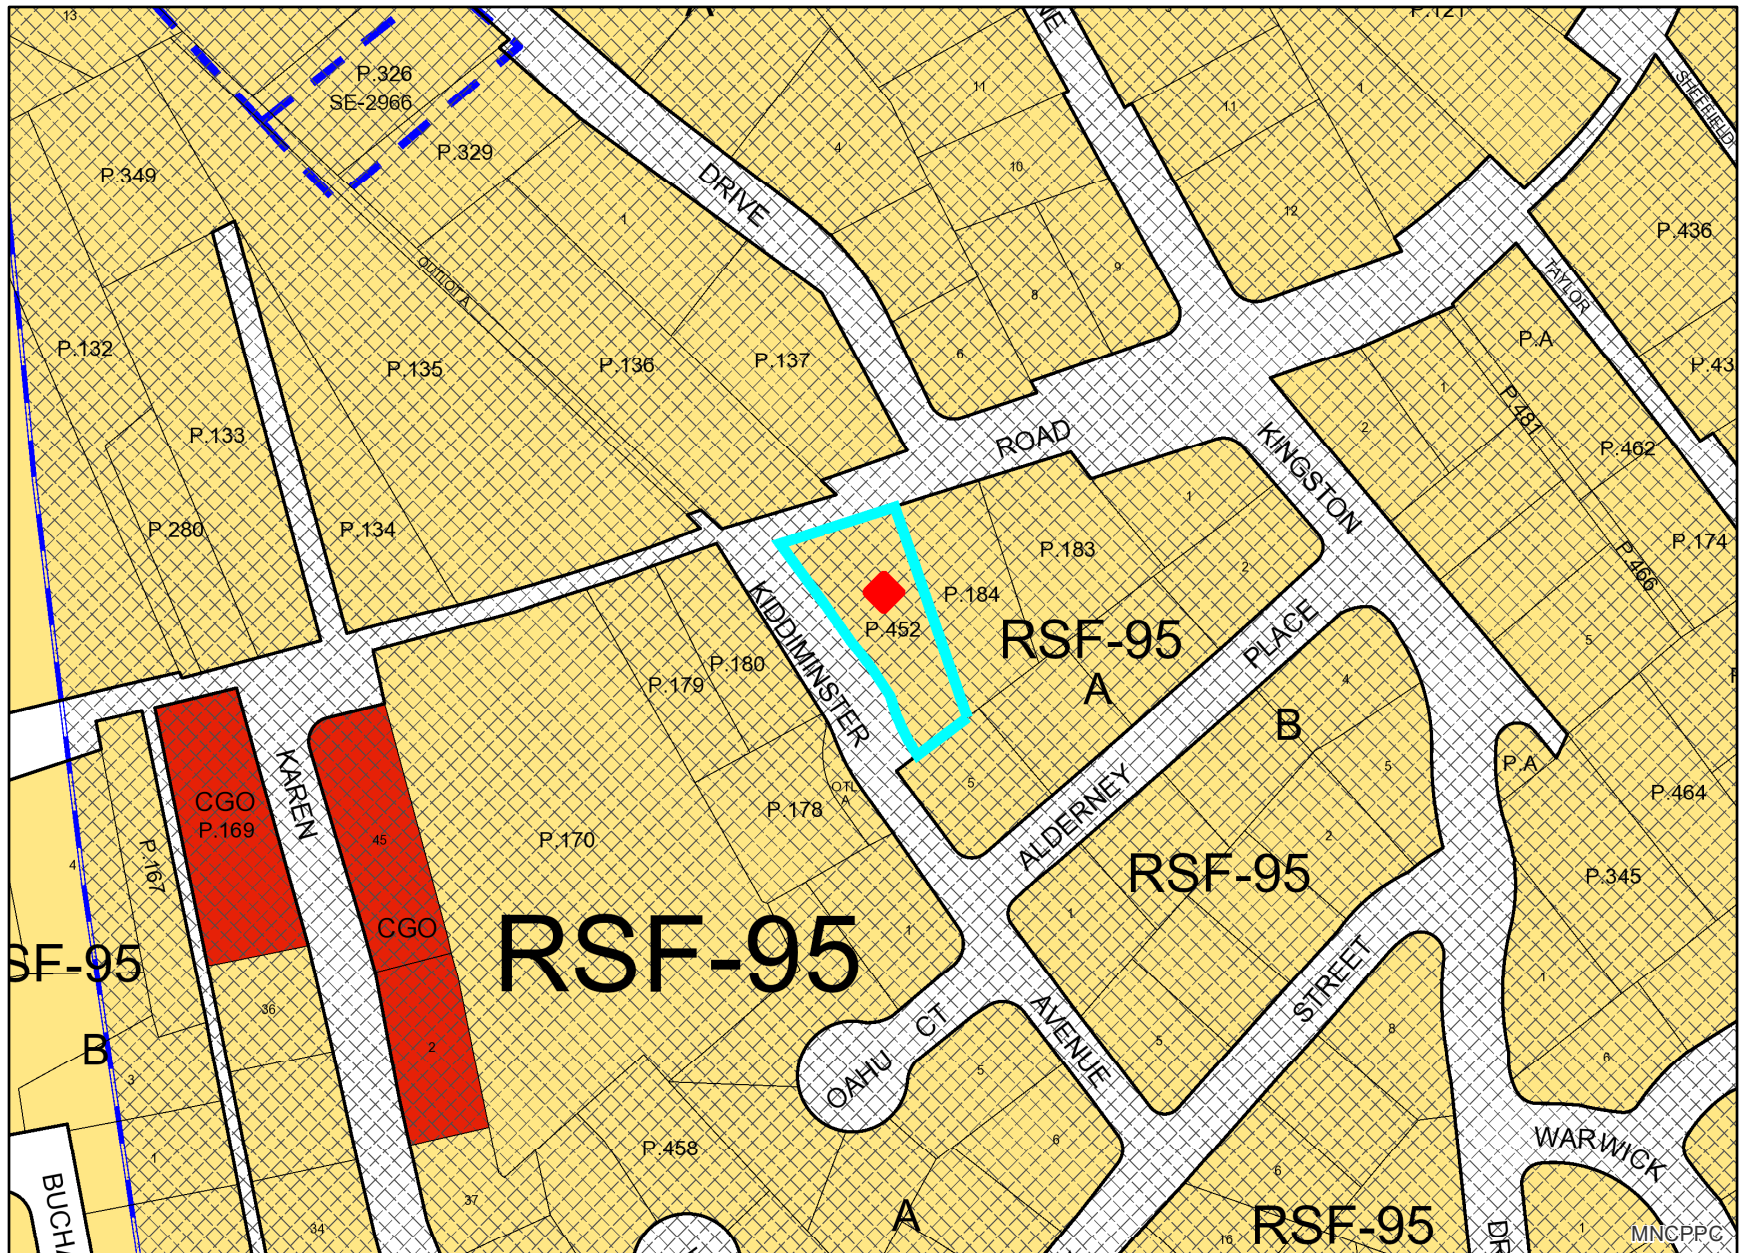 13
A
P.121
P.326
SE-2966
P.329
P.349
11
11
1
SHEFFIELD
4
10
DRIVE
1
12
P.436
9
8
OUTLOT A
TAYLOR
P.132
P.135
P.136
P.137
6
P.A
P.43
1
P.481
2
P.133
ROAD
KINGSTON
P.462
P.280
P.134
1
P.183
P.174
2
P.466
P.184
KIDDIMINSTER
P.452
RSF-95
PLACE
5
P.180
P.179
A
4
B
5
P.A
KAREN
CGO
P.169
OTL
A
5
P.178
ALDERNEY
P.464
45
P.170
P.167
4
2
RSF-95
P.345
1
CGO
1
RSF-95
SF-95
STREET
1
36
AVENUE
OAHU
CT
8
B
2
5
5
6
3
P.458
6
WARWICK
1
6
37
A
BUCHA
34
RSF-95
16
DR
1
MNCPPC